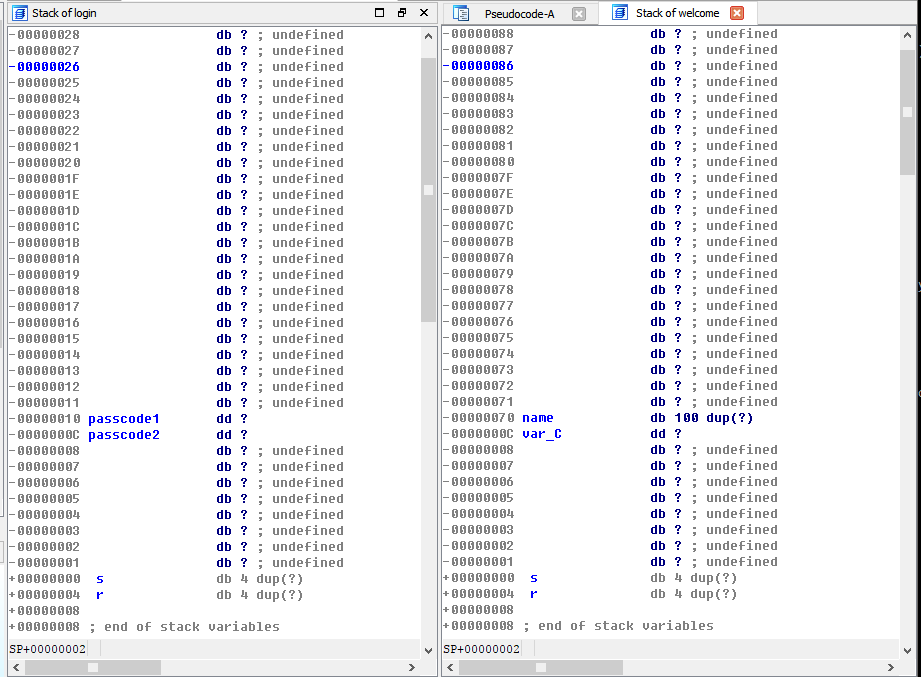 Stack of login
-00000028 db ? ; undefined
-00000027 db ? ; undefined
-00000026 db ? ; undefined
-00000025 db ? ; undefined
-00000024 db ? ; undefined
-00000023 db ? ; undefined
-00000022 db ? ; undefined
-00000021 db ? ; undefined
-00000020 db ? ; undefined
-0000001F db ? ; undefined
-0000001E db ? ; undefined
-0000001D db ? ; undefined
-0000001C db ? ; undefined
-0000001B db ? ; undefined
-0000001A db ? ; undefined
-00000019 db ? ; undefined
-00000018 db ? ; undefined
-00000017 db ? ; undefined
-00000016 db ? ; undefined
-00000015 db ? ; undefined
-00000014 db ? ; undefined
-00000013 db ? ; undefined
-00000012 db ? ; undefined
-00000011 db ? ; undefined
-00000010 passcode1 dd ?
-0000000C passcode2 dd ?
-00000008 db ? ; undefined
-00000007 db ? ; undefined
-00000006 db ? ; undefined
-00000005 db ? ; undefined
-00000004 db ? ; undefined
-00000003 db ? ; undefined
-00000002 db ? ; undefined
-00000001 db ? ; undefined
+00000000 s db 4 dup(?)
+00000004 r db 4 dup(?)
+00000008
+00000008 ; end of stack variables
SP+00000002
Pseudocode-A
Stack of welcome
-00000088 db ? ; undefined
-00000087 db ? ; undefined
-00000086 db ? ; undefined
-00000085 db ? ; undefined
-00000084 db ? ; undefined
-00000083 db ? ; undefined
-00000082 db ? ; undefined
-00000081 db ? ; undefined
-00000080 db ? ; undefined
-0000007F db ? ; undefined
-0000007E db ? ; undefined
-0000007D db ? ; undefined
-0000007C db ? ; undefined
-0000007B db ? ; undefined
-0000007A db ? ; undefined
-00000079 db ? ; undefined
-00000078 db ? ; undefined
-00000077 db ? ; undefined
-00000076 db ? ; undefined
-00000075 db ? ; undefined
-00000074 db ? ; undefined
-00000073 db ? ; undefined
-00000072 db ? ; undefined
-00000071 db ? ; undefined
-00000070 name db 100 dup(?)
-0000000C var_C dd ?
-00000008 db ? ; undefined
-00000007 db ? ; undefined
-00000006 db ? ; undefined
-00000005 db ? ; undefined
-00000004 db ? ; undefined
-00000003 db ? ; undefined
-00000002 db ? ; undefined
-00000001 db ? ; undefined
+00000000 s db 4 dup(?)
+00000004 r db 4 dup(?)
+00000008
+00000008 ; end of stack variables
SP+00000002